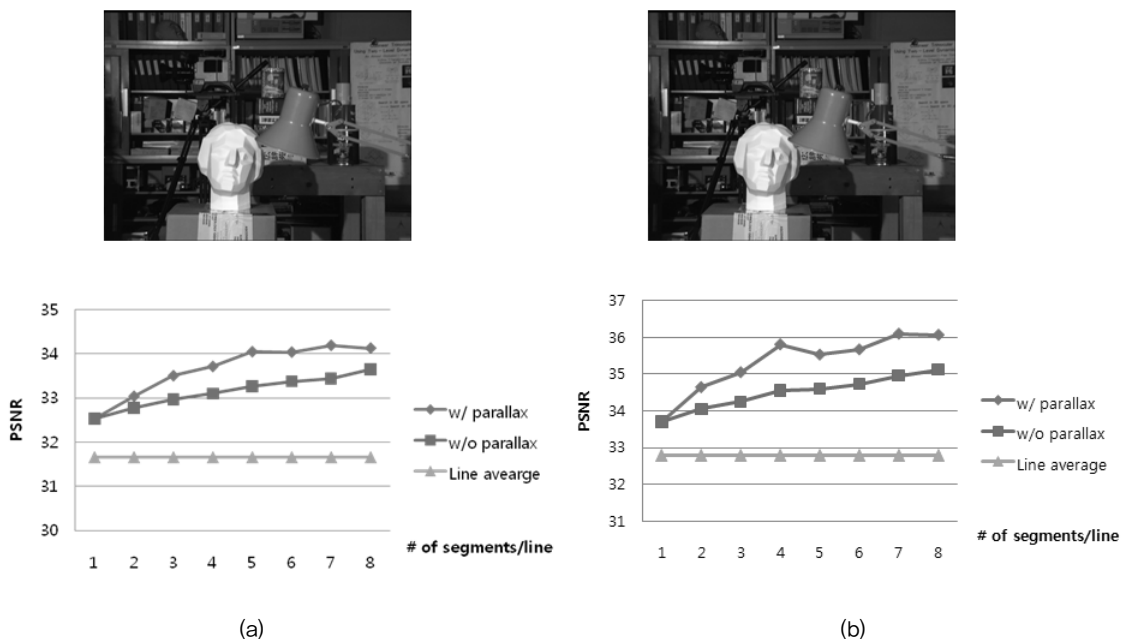 35
34
33
32
31
30
PSNR
1 2 3 4 5 6 7 8
w/ parallax
w/o parallax
Line avearge
# of segments/line
(a)
37
36
35
34
33
32
31
PSNR
1 2 3 4 5 6 7 8
w/ parallax
w/o parallax
Line average
# of segments/line
(b)